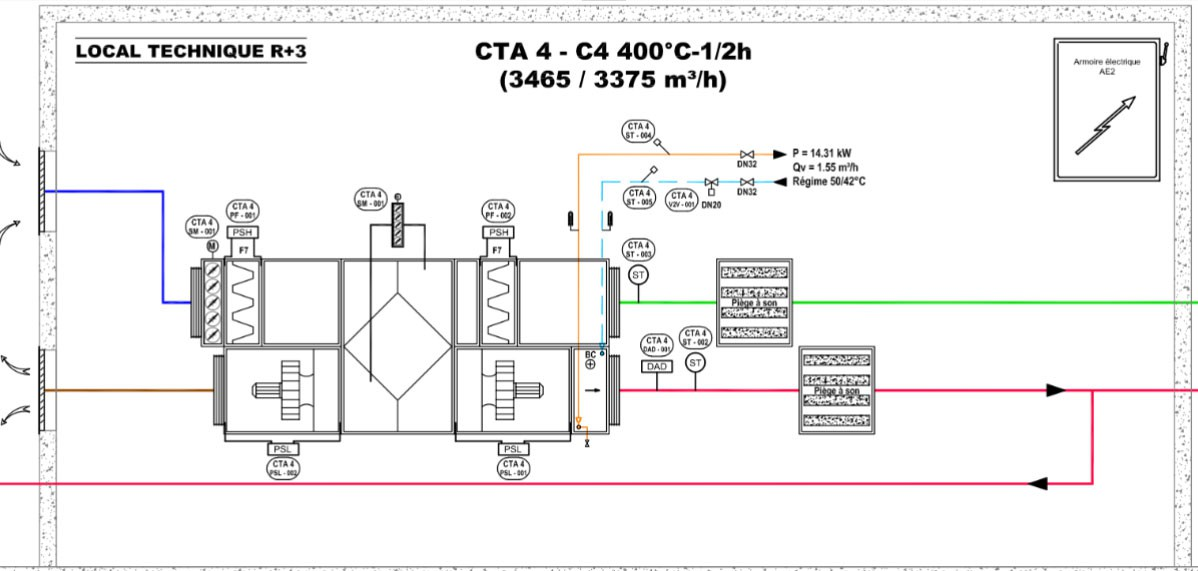 LOCAL TECHNIQUE R+3
CTA 4 - C4 400°C-1/2h
(3465 / 3375 m³/h)
Armoire électrique
AE2
CTA 4
ST - 004
P = 14.31 kW
DN32
Qv = 1.55 m³/h
Régime 50/42°C
CTA 4
ST - 005
CTA 4
V2V - 001
DN20
DN32
CTA 4
SM - 001
CTA 4
PF - 001
CTA 4
SM - 001
CTA 4
PF - 002
M
PSH
F7
PSH
F7
CTA 4
ST - 003
ST
Piège à son
BC
CTA 4
DAD - 001
DAD
CTA 4
ST - 002
ST
Piège à son
PSL
CTA 4
PSL - 002
PSL
CTA 4
PSL - 001